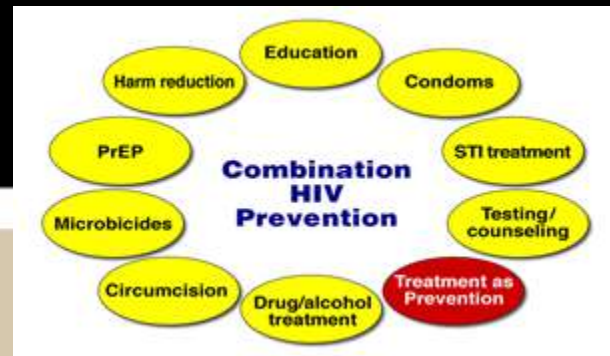 Education
Harm reduction
Condoms
PrEP
STI treatment
Combination
HIV
Prevention
Microbicides
Testing/
counseling
Circumcision
Treatment as
Prevention
Drug/alcohol
treatment